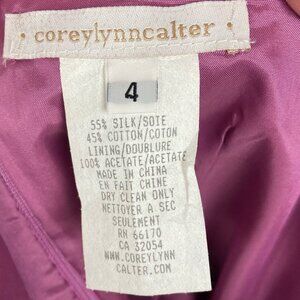 • coreylynncalter •
4
55% SILK/SOIE
45% COTTON/COTON
LINING/DOUBLURE
100% ACETATE/ACETATE
MADE IN CHINA
EN FAIT CHINE
DRY CLEAN ONLY
NETTOYER A SEC
SEULEMENT
RN 66170
CA 32054
WWW.COREYLYNN
CALTER.COM